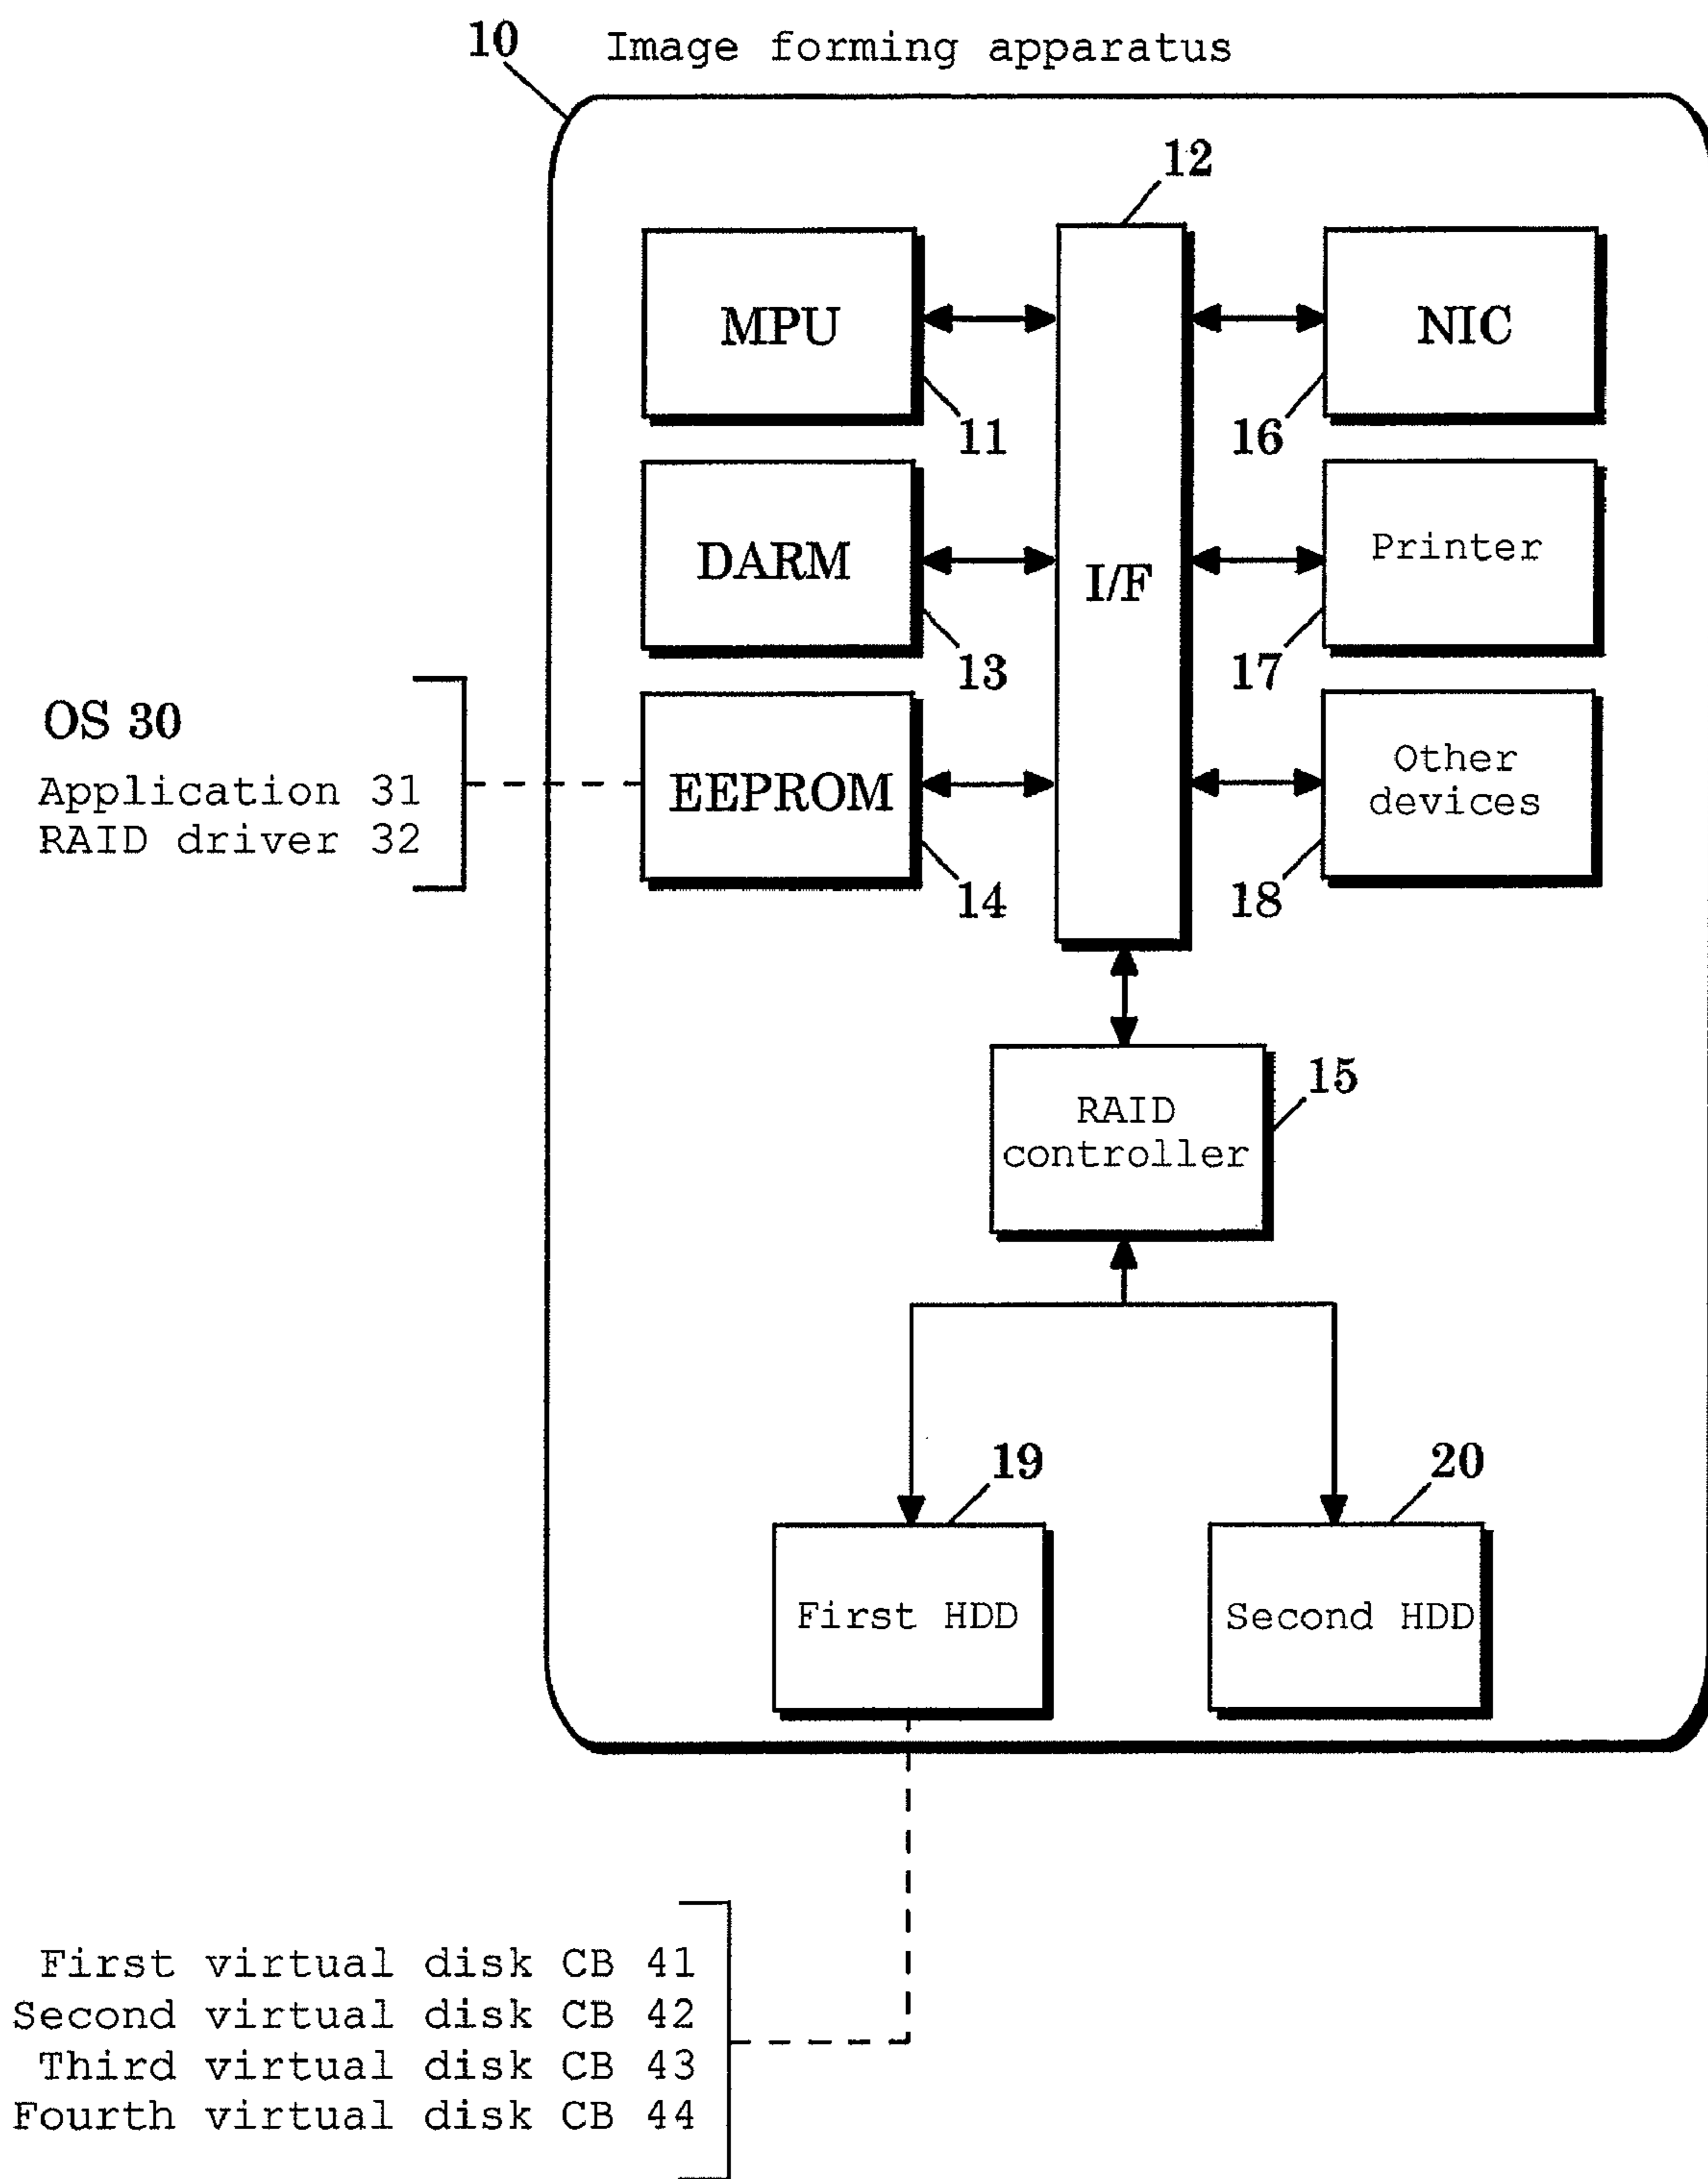 10 Image forming apparatus
12
MPU
NIC
11
16
DARM
I/F
Printer
13
17
OS 30
Application 31
RAID driver 32
EEPROM
Other
devices
14
18
RAID
controller
15
19
20
First HDD
Second HDD
First virtual disk CB 41
Second virtual disk CB 42
Third virtual disk CB 43
Fourth virtual disk CB 44